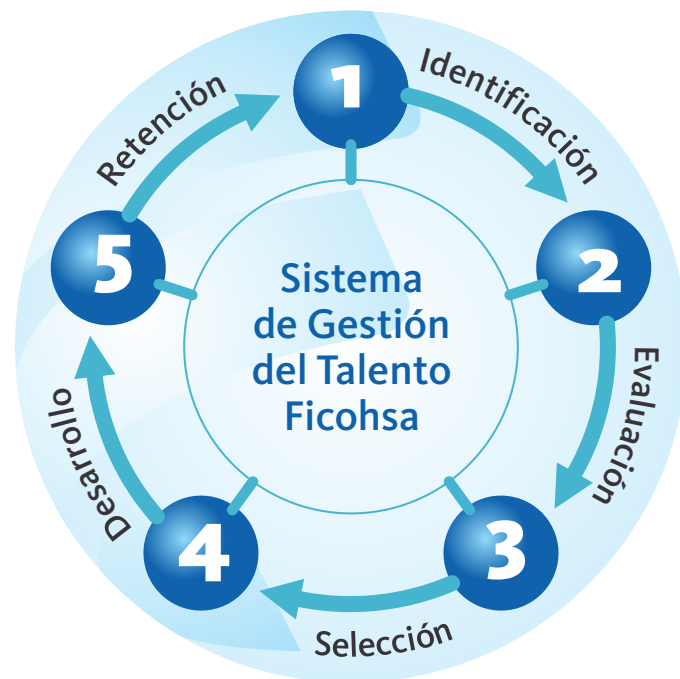 1
Identificación
2
Evaluación
3
Selección
4
Desarrollo
5
Retención
Sistema
de Gestión
del Talento
Ficohsa